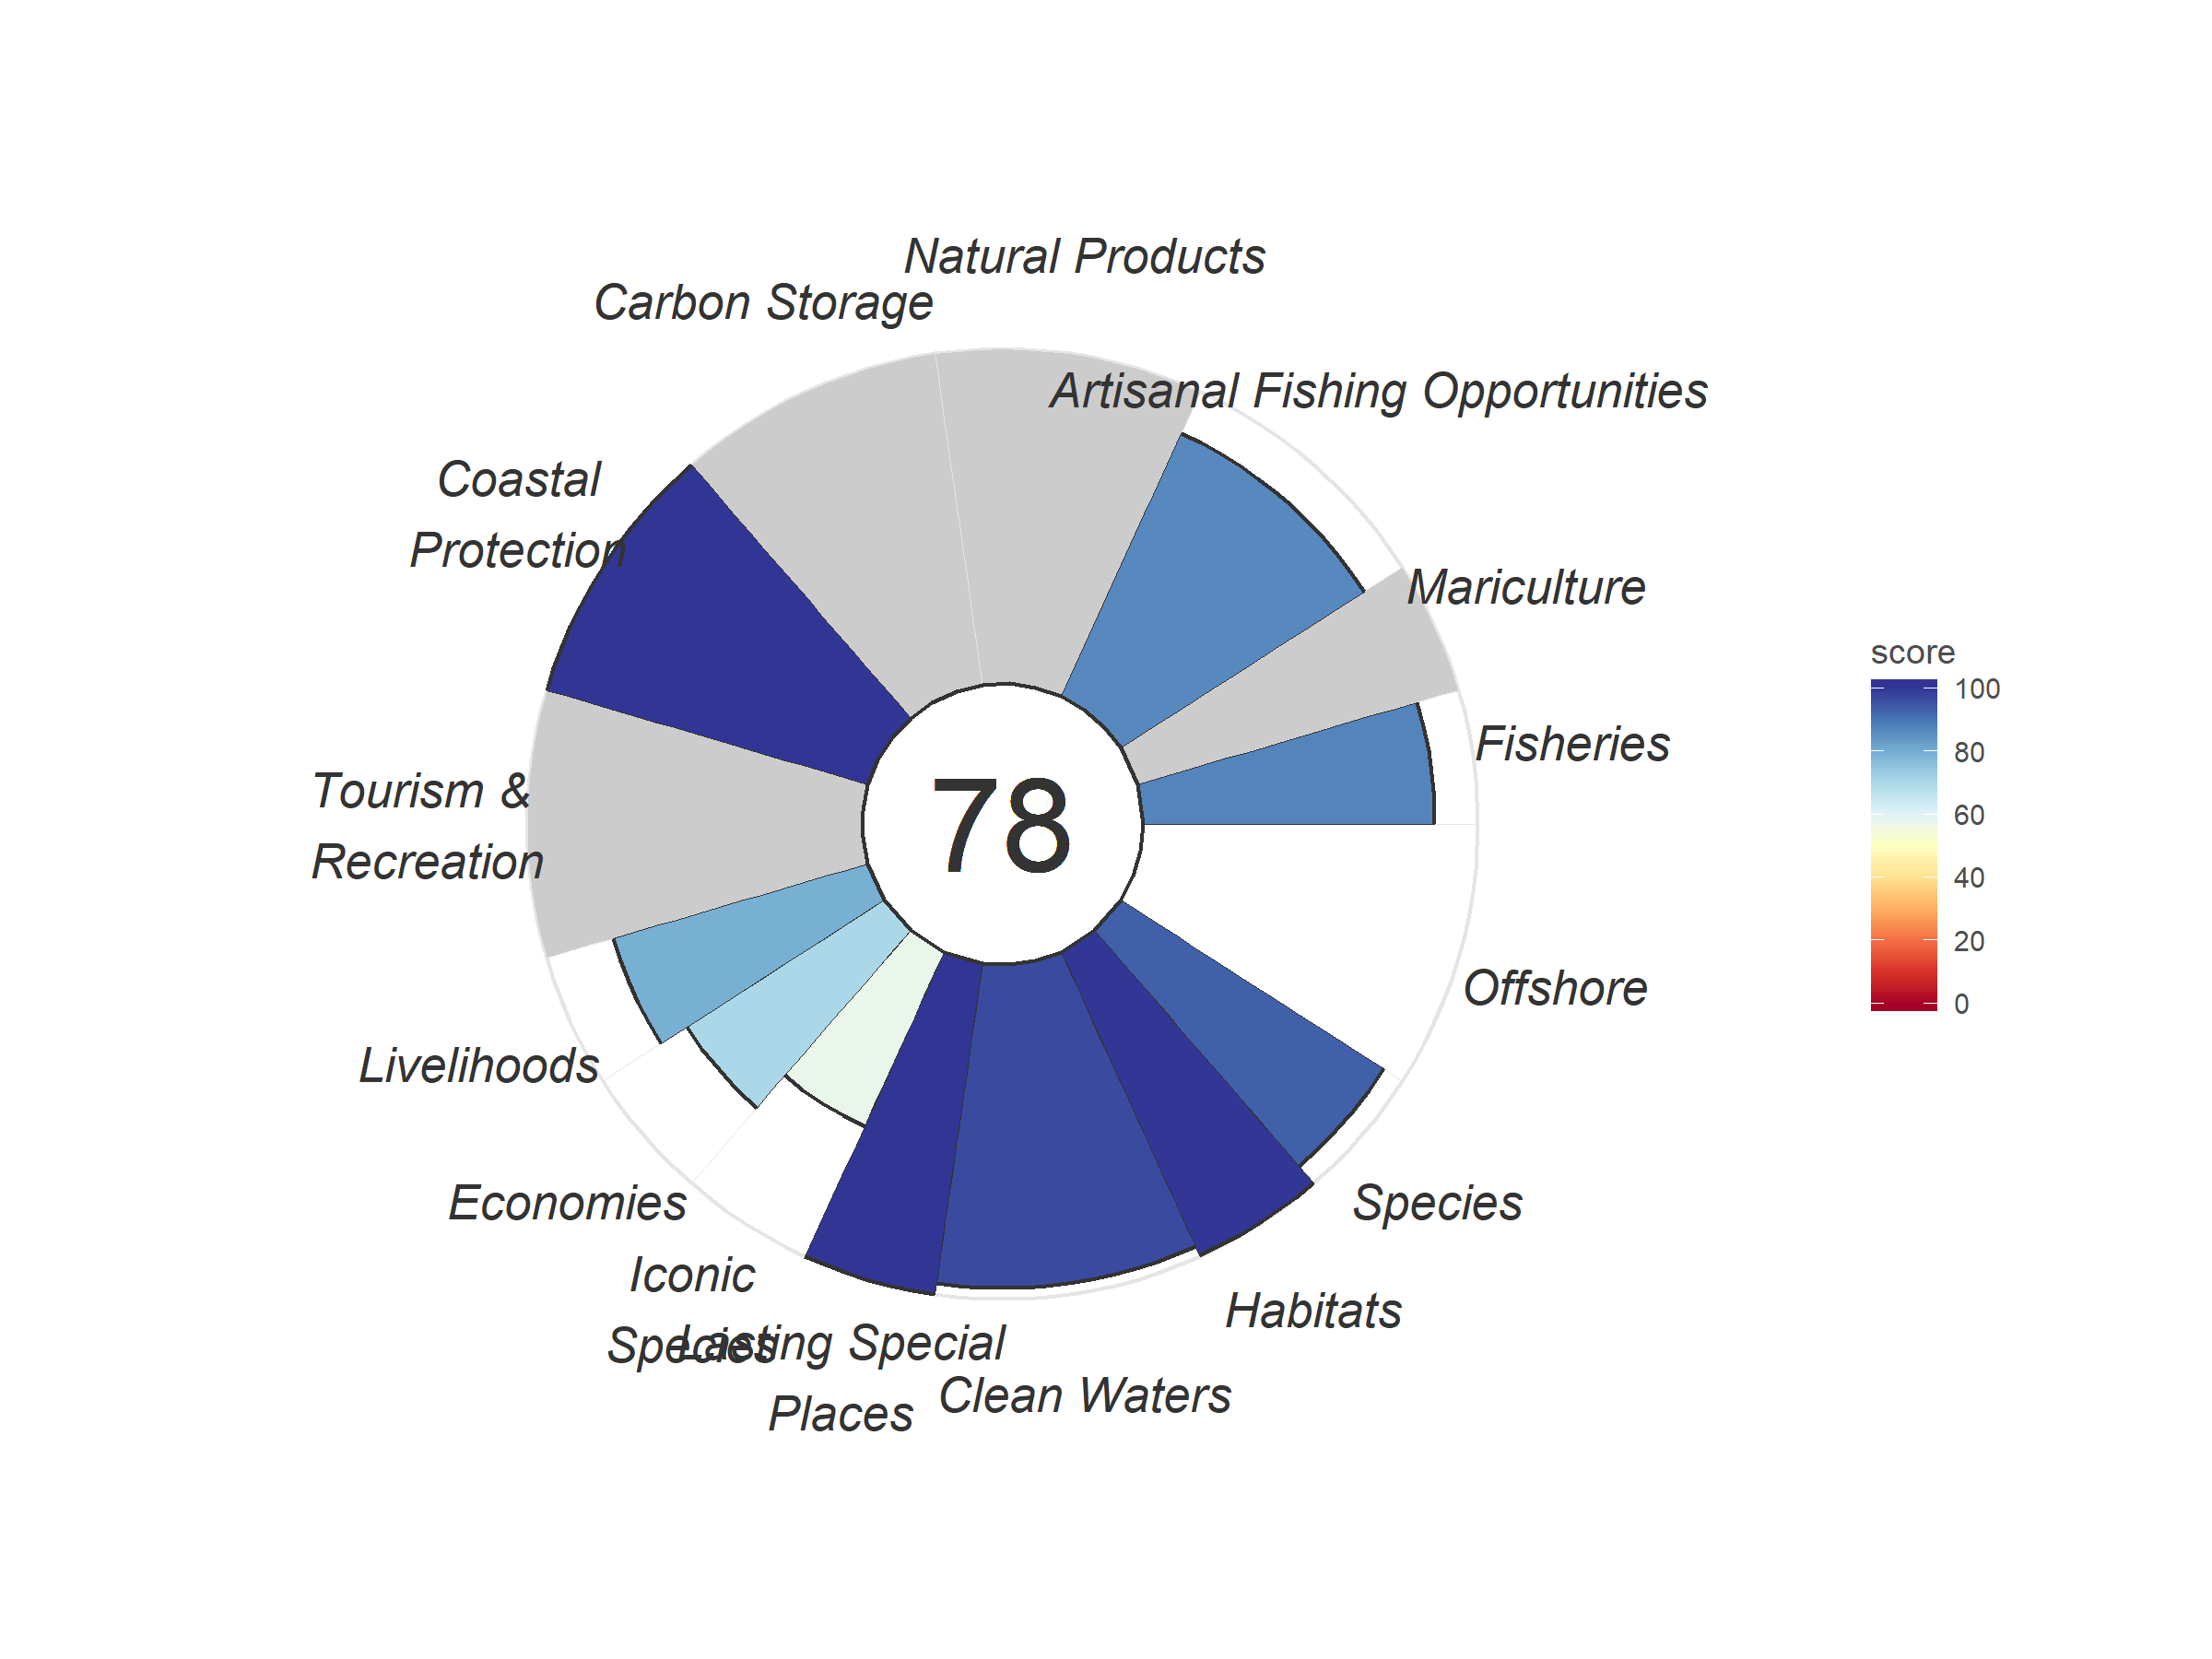 Natural Products
Carbon Storage
Artisanal Fishing Opportunities
Coastal
Protection
Mariculture
Fisheries
Tourism &
Recreation
78
Offshore
Livelihoods
Economies
Species
Iconic
Species
Habitats
Lasting Special
Places
Clean Waters
score
100
80
60
40
20
0